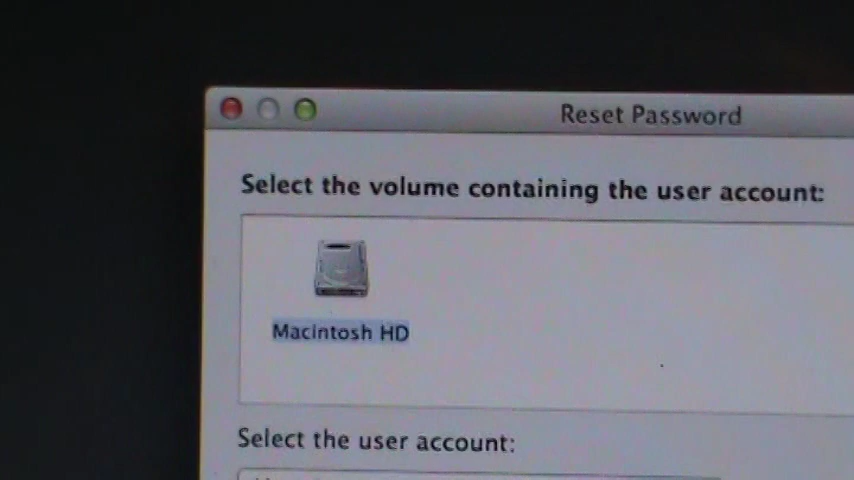 Reset Password
Select the volume containing the user account:
Macintosh HD
Select the user account: